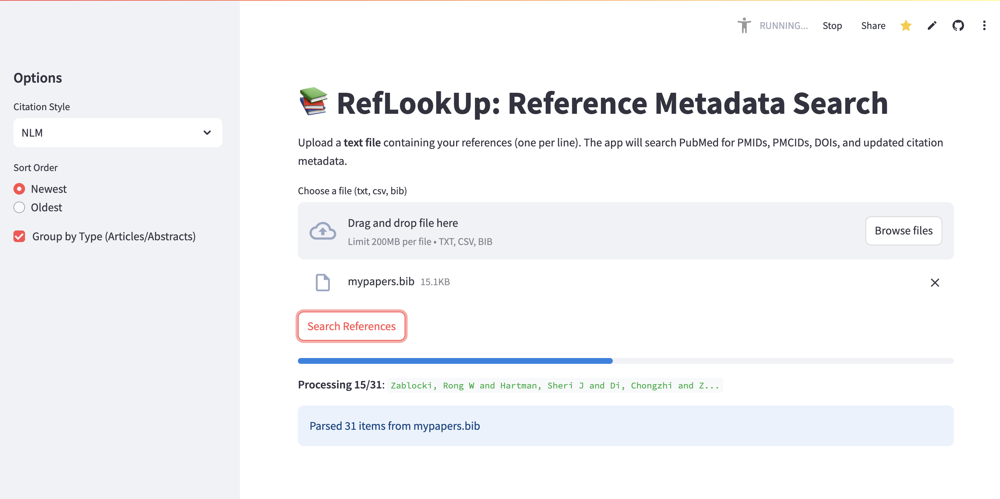 RUNNING... Stop Share
Options
Citation Style
NLM
Sort Order
Newest
Oldest
Group by Type (Articles/Abstracts)
RefLookUp: Reference Metadata Search
Upload a text file containing your references (one per line). The app will search PubMed for PMIDs, PMCIDs, DOIs, and updated citation
metadata.
Choose a file (txt, csv, bib)
Drag and drop file here
Limit 200MB per file • TXT, CSV, BIB
Browse files
mypapers.bib 15.1KB
Search References
Processing 15/31: Zablocki, Rong W and Hartman, Sheri J and Di, Chongzhi and Z...
Parsed 31 items from mypapers.bib